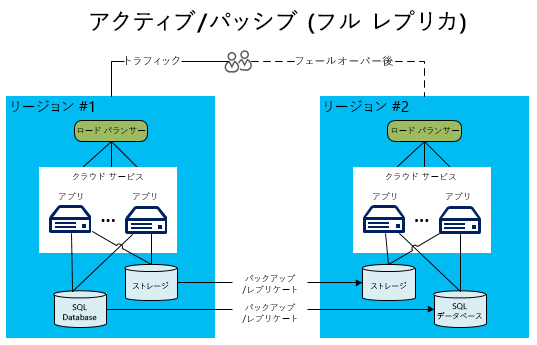 アクティブ/パッシブ (フル レプリカ)
トラフィック
フェールオーバー後
リージョン #1
ロード バランサー
クラウド サービス
アプリ
アプリ
•••
ストレージ
SQL
Database
バックアップ
/レプリケート
バックアップ
/レプリケート
リージョン #2
ロード バランサー
クラウド サービス
アプリ
アプリ
•••
ストレージ
SQL
データベース